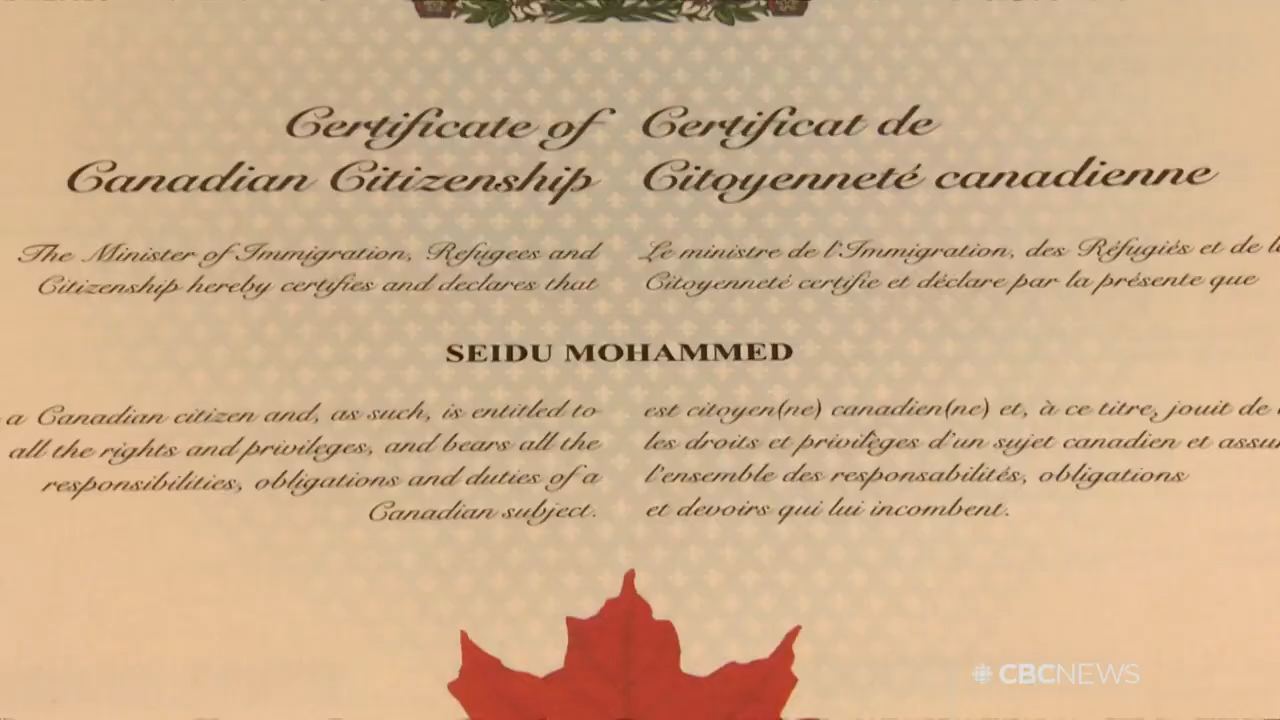 Certificate of
Canadian Citizenship
Certificat de
Citoyenneté canadienne
The Minister of Immigration, Refugees and
Citizenship hereby certifies and declares that
Le ministre de l'Immigration, des Réfugiés et de
Citoyenneté certifie et déclare par la présente que
SEIDU MOHAMMED
a Canadian citizen and, as such, is entitled to
all the rights and privileges, and bears all the
responsibilities, obligations and duties of a
Canadian subject.
est citoyen(ne) canadien(ne) et, à ce titre, jouit de
les droits et privilèges d'un sujet canadien et
l'ensemble des responsabilités, obligations
et devoirs qui lui incombent.
CBCNEWS